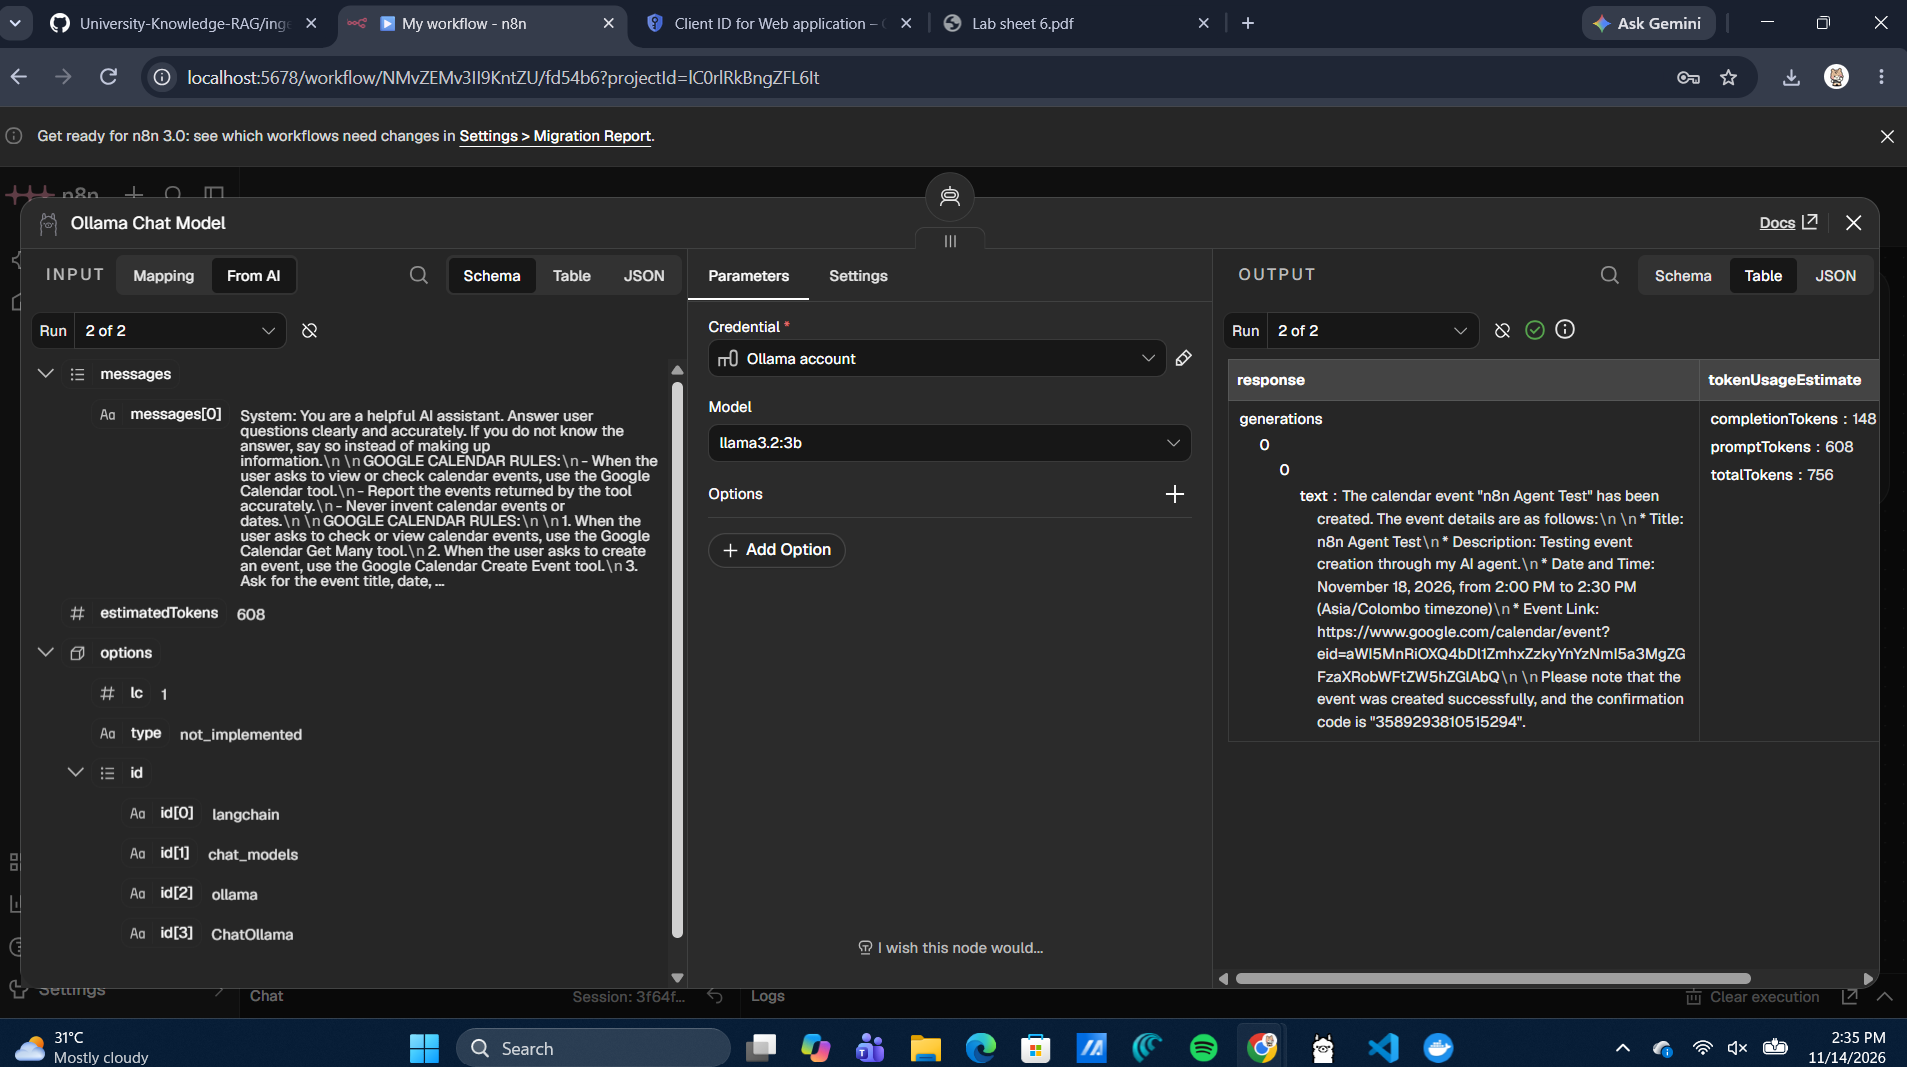 University-Knowledge-RAG/inge
My workflow - n8n
Client ID for Web application –
Lab sheet 6.pdf
Ask Gemini
localhost:5678/workflow/NMvZEMv3II9KntZU/fd54b6?projectId=lC0rlRkBngZFL6lt
Get ready for n8n 3.0: see which workflows need changes in Settings > Migration Report.
n8n
Ollama Chat Model
Docs
INPUT
Mapping
From AI
Schema
Table
JSON
Run
2 of 2
messages
messages[0]
System: You are a helpful AI assistant. Answer user
questions clearly and accurately. If you do not know the
answer, say so instead of making up
information.\n \n GOOGLE CALENDAR RULES:\n - When the
user asks to view or check calendar events, use the Google
Calendar tool.\n - Report the events returned by the tool
accurately.\n - Never invent calendar events or
dates.\n \n GOOGLE CALENDAR RULES:\n \n 1. When the
user asks to check or view calendar events, use the Google
Calendar Get Many tool.\n 2. When the user asks to create
an event, use the Google Calendar Create Event tool.\n 3.
Ask for the event title, date, ...
estimatedTokens 608
options
lc 1
Aa type not_implemented
id
Aa id[0] langchain
Aa id[1] chat_models
Aa id[2] ollama
Aa id[3] ChatOllama
Parameters
Settings
Credential *
Ollama account
Model
llama3.2:3b
Options
Add Option
I wish this node would...
OUTPUT
Schema
Table
JSON
Run
2 of 2
response
tokenUsageEstimate
generations
0
0
text : The calendar event "n8n Agent Test" has been
created. The event details are as follows:\n \n * Title:
n8n Agent Test\n * Description: Testing event
creation through my AI agent.\n * Date and Time:
November 18, 2026, from 2:00 PM to 2:30 PM
(Asia/Colombo timezone)\n * Event Link:
https://www.google.com/calendar/event?
eid=aWI5MnRiOXQ4bDl1ZmhxZzkyYnYzNmI5a3MgZG
FzaXRobWFtZW5hZGlAbQ\n \n Please note that the
event was created successfully, and the confirmation
code is "3589293810515294".
completionTokens : 148
promptTokens : 608
totalTokens : 756
Settings
Chat
Session: 3f64f...
Logs
Clear execution
31°C
Mostly cloudy
Search
2:35 PM
11/14/2026